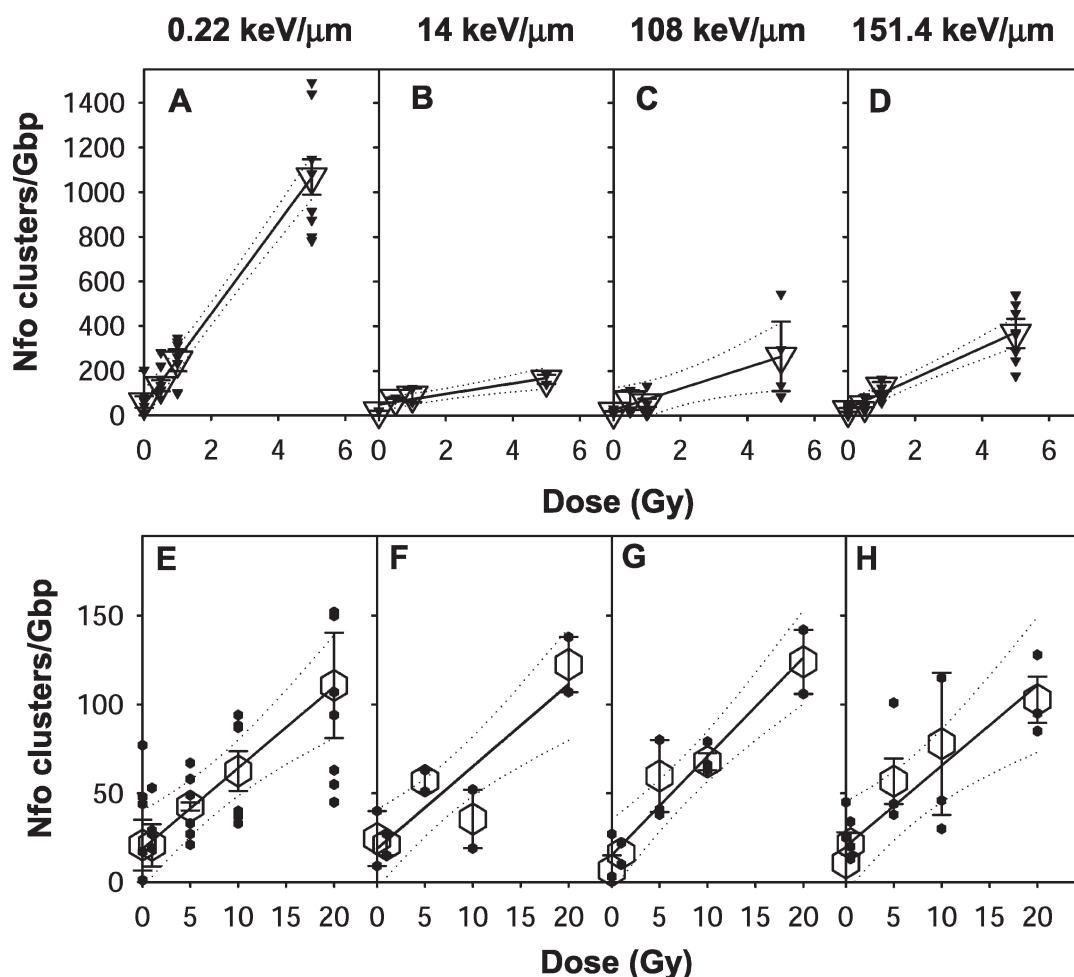 0.22 keV/μm 14 keV/μm 108 keV/μm 151.4 keV/μm
A B C D
1400
1200
1000
800
600
400
200
0
Nfo clusters/Gbp
0 2 4 6 0 2 4 6 0 2 4 6 0 2 4 6
Dose (Gy)
E F G H
150
100
50
0
Nfo clusters/Gbp
0 5 10 15 20 0 5 10 15 20 0 5 10 15 20 0 5 10 15 20
Dose (Gy)